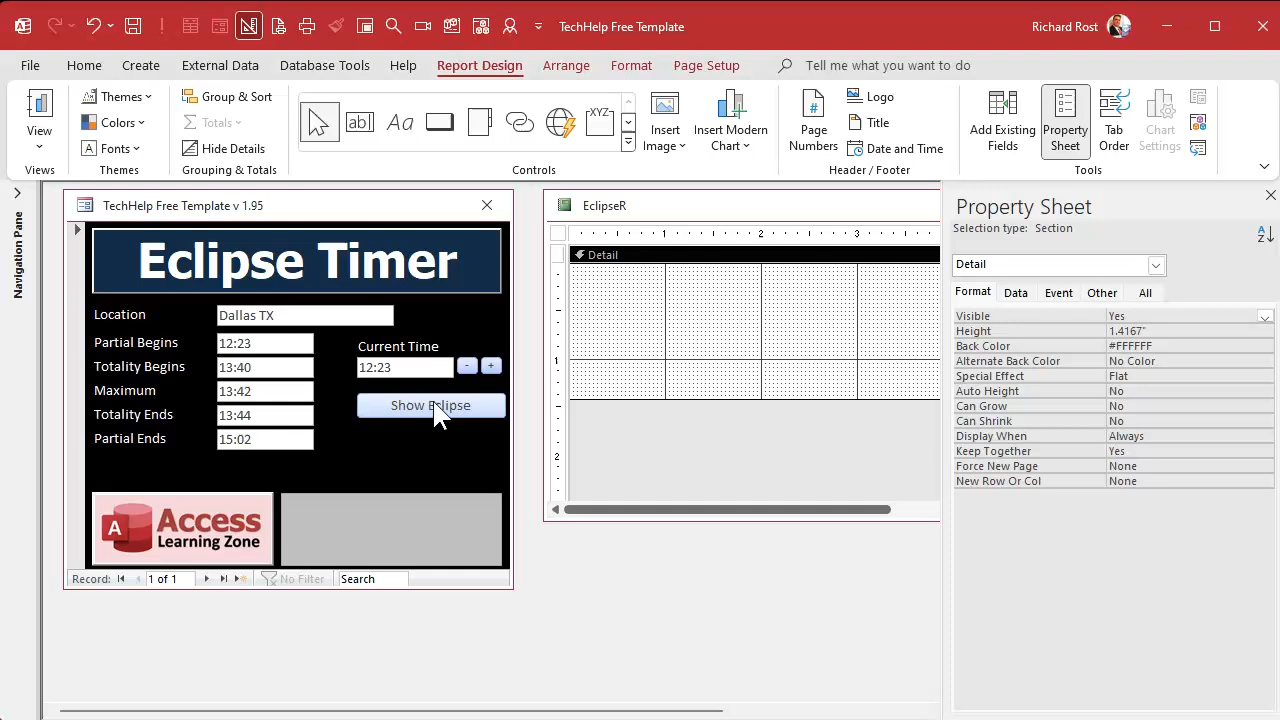 TechHelp Free Template
Richard Rost
File
Home
Create
External Data
Database Tools
Help
Report Design
Arrange
Format
Page Setup
Tell me what you want to do
View
Views
Themes
Colors
Fonts
Themes
Group & Sort
Totals
Hide Details
Grouping & Totals
ab
Aa
XYZ
Controls
Insert Image
Insert Modern Chart
Page Numbers
Logo
Title
Date and Time
Header / Footer
Add Existing Fields
Property Sheet
Tab Order
Chart Settings
Tools
Navigation Pane
TechHelp Free Template v 1.95
Eclipse Timer
Location Dallas TX
Partial Begins 12:23
Totality Begins 13:40
Maximum 13:42
Totality Ends 13:44
Partial Ends 15:02
Current Time
12:23 - +
Show Eclipse
A Access
Learning Zone
Record: 1 of 1 No Filter Search
EclipseR
1 2 3
Detail
1
2
Property Sheet
Selection type: Section
A
Z
Detail
Format Data Event Other All
Visible Yes
Height 1.4167"
Back Color #FFFFFF
Alternate Back Color No Color
Special Effect Flat
Auto Height No
Can Grow No
Can Shrink No
Display When Always
Keep Together Yes
Force New Page None
New Row Or Col None